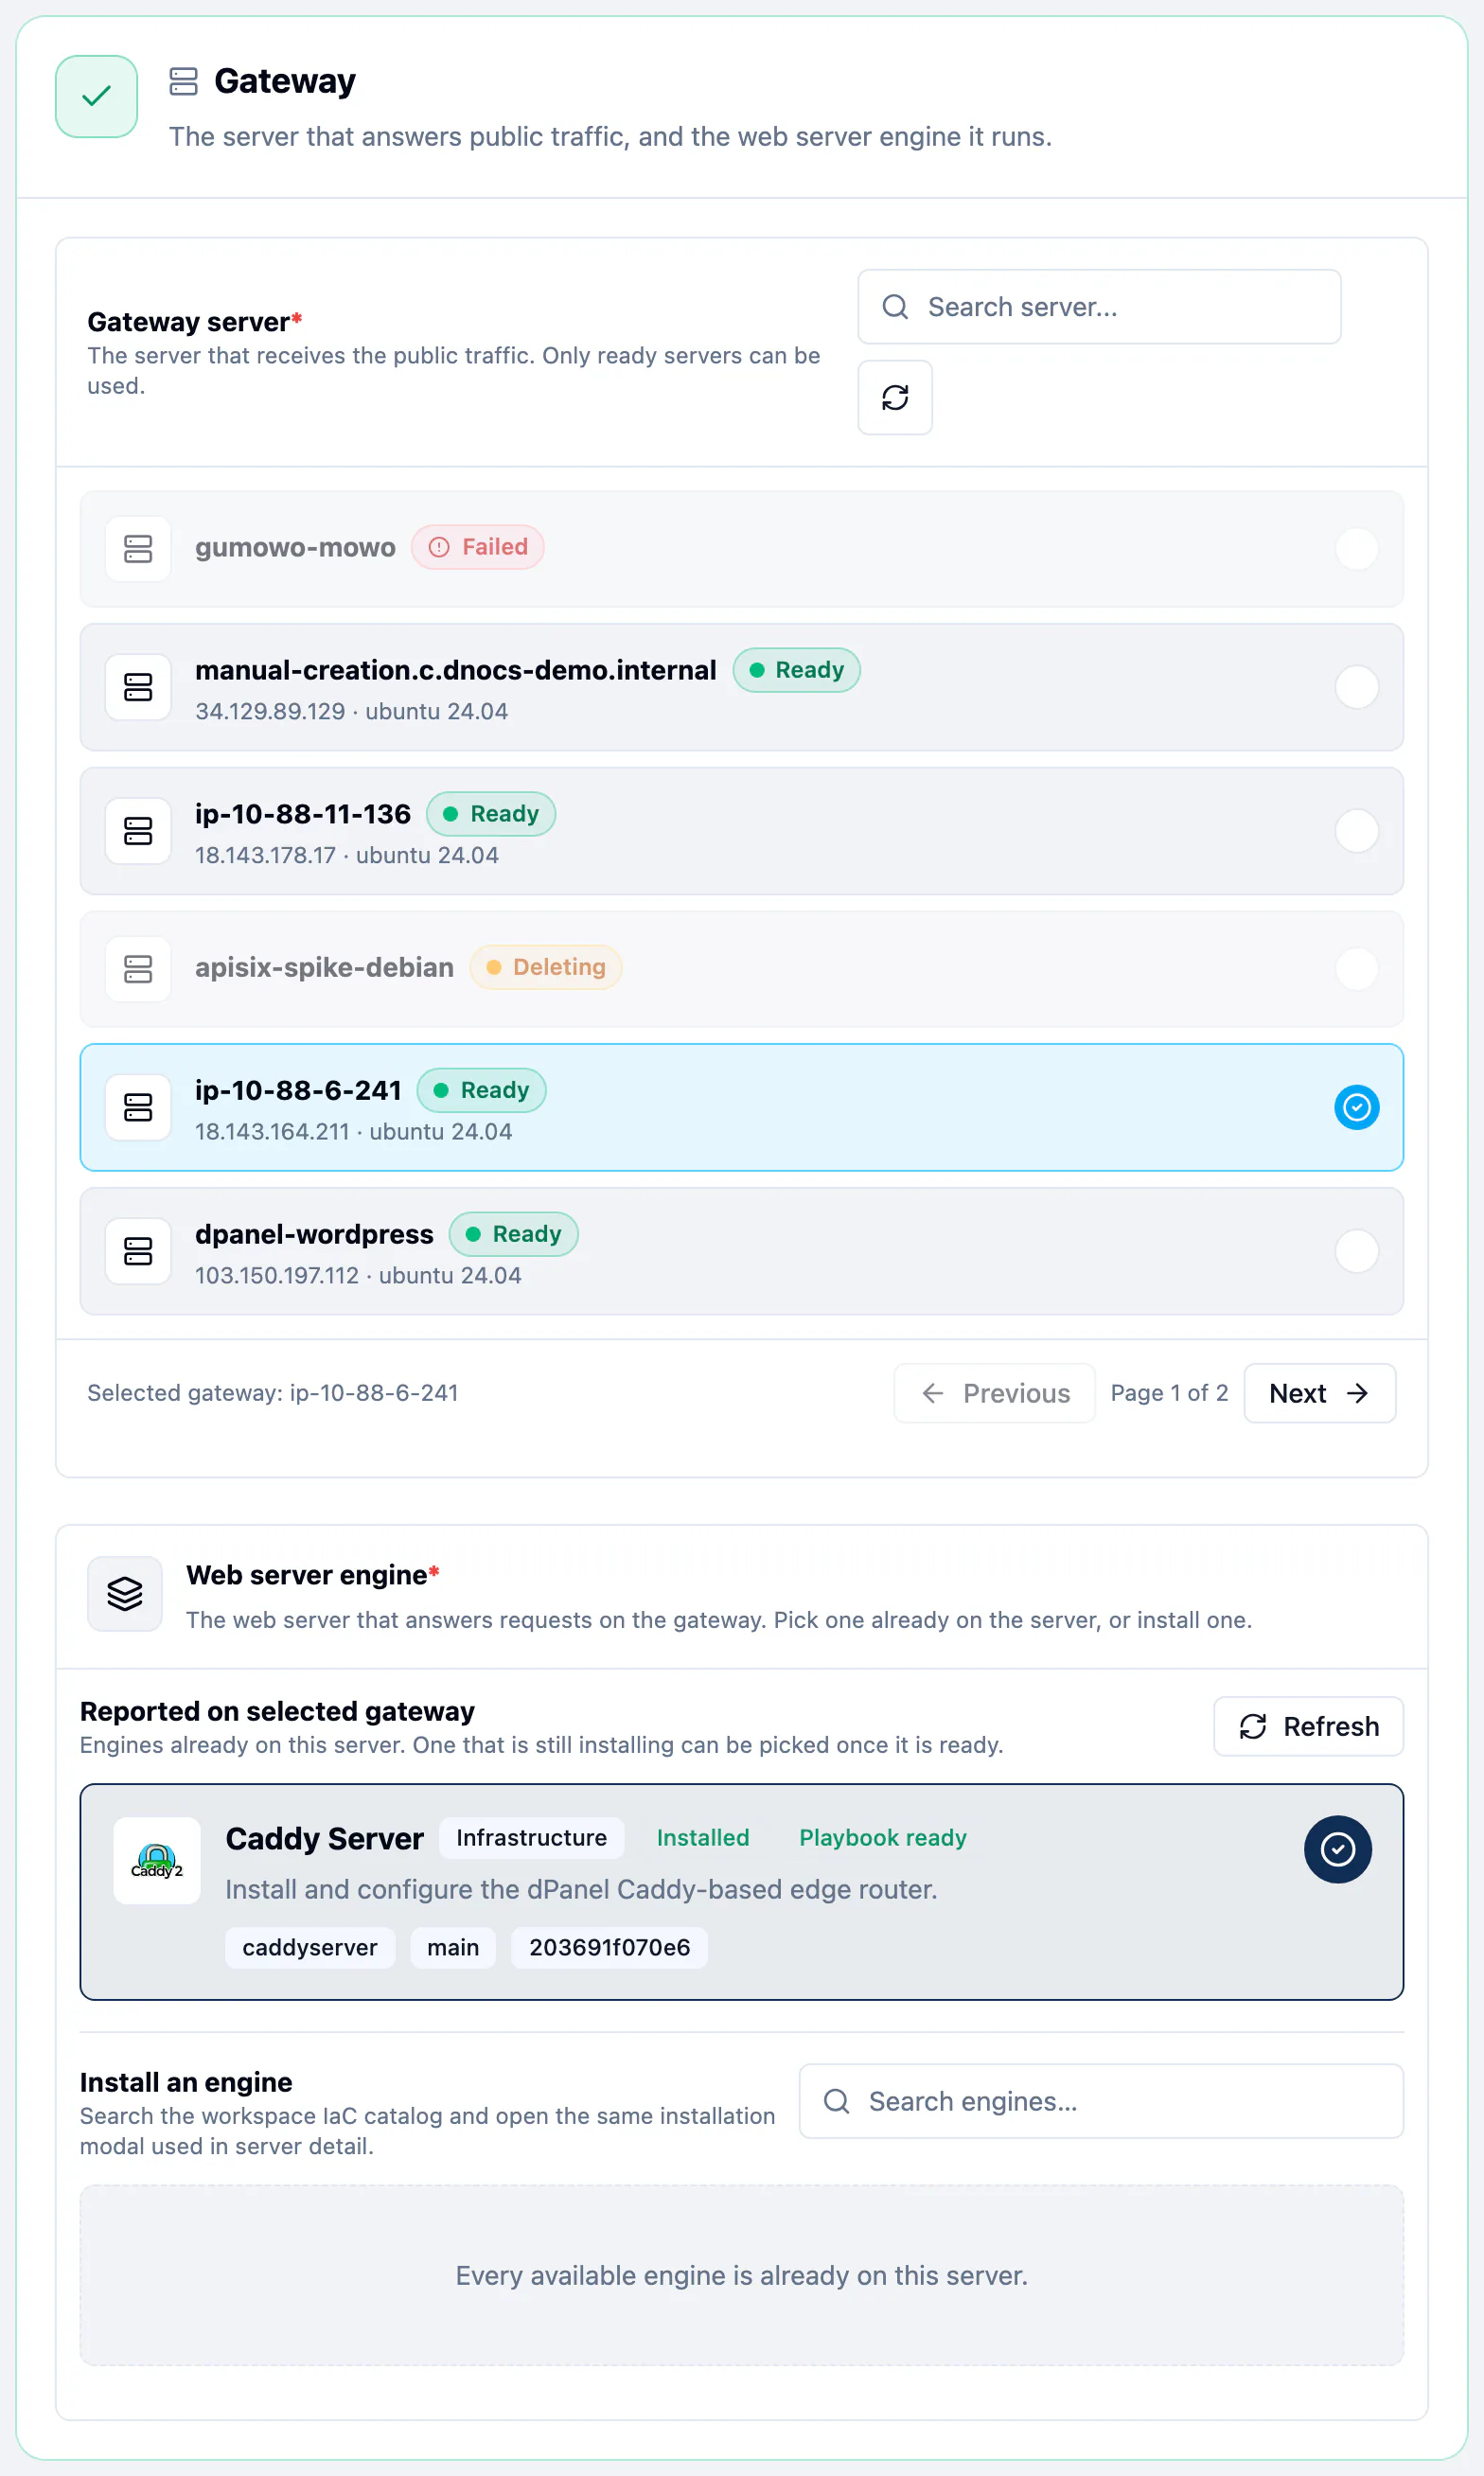 Gateway
The server that answers public traffic, and the web server engine it runs.
Gateway server*
The server that receives the public traffic. Only ready servers can be
used.
Search server...
gumowo-mowo Failed
manual-creation.c.dnocs-demo.internal Ready
34.129.89.129 · ubuntu 24.04
ip-10-88-11-136 Ready
18.143.178.17 · ubuntu 24.04
apisix-spike-debian Deleting
ip-10-88-6-241 Ready
18.143.164.211 · ubuntu 24.04
dpanel-wordpress Ready
103.150.197.112 · ubuntu 24.04
Selected gateway: ip-10-88-6-241 Previous Page 1 of 2 Next
Web server engine*
The web server that answers requests on the gateway. Pick one already on the server, or install one.
Reported on selected gateway
Engines already on this server. One that is still installing can be picked once it is ready.
Refresh
Caddy 2
Caddy Server Infrastructure Installed Playbook ready
Install and configure the dPanel Caddy-based edge router.
caddyserver main 203691f070e6
Install an engine
Search the workspace IaC catalog and open the same installation
modal used in server detail.
Search engines...
Every available engine is already on this server.